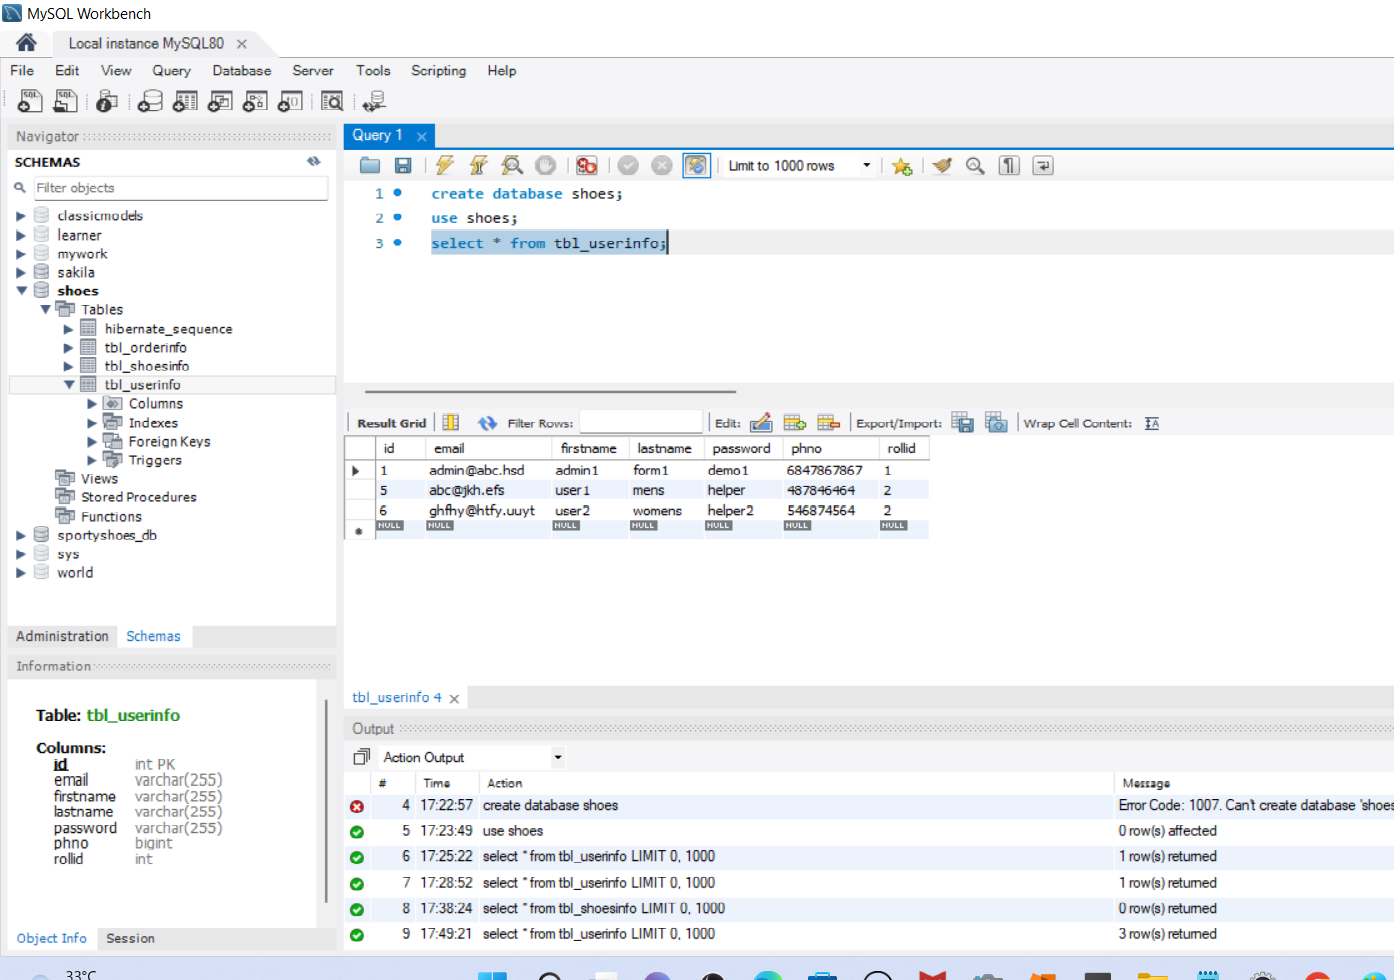 MySQL Workbench
Local instance MySQL80
File Edit View Query Database Server Tools Scripting Help
Navigator
SCHEMAS
Filter objects
classicmodels
learner
mywork
sakila
shoes
Tables
hibernate_sequence
tbl_orderinfo
tbl_shoesinfo
tbl_userinfo
Columns
Indexes
Foreign Keys
Triggers
Views
Stored Procedures
Functions
sportyshoes_db
sys
world
Administration Schemas
Information
Table: tbl_userinfo
Columns:
id int PK
email varchar(255)
firstname varchar(255)
lastname varchar(255)
password varchar(255)
phno bigint
rollid int
Object Info Session
Query 1
Limit to 1000 rows
1 create database shoes;
2 use shoes;
3 select * from tbl_userinfo;
Result Grid Filter Rows: Edit: Export/Import: Wrap Cell Content:
id email firstname lastname password phno rollid
1 admin@abc.hsd admin1 form1 demo1 6847867867 1
5 abc@jkh.efs user1 mens helper 487846464 2
6 ghfhy@htfy.uuyt user2 womens helper2 546874564 2
NULL NULL NULL NULL NULL NULL NULL
tbl_userinfo 4
Output
Action Output
# Time Action Message
4 17:22:57 create database shoes Error Code: 1007. Can't create database 'shoes
5 17:23:49 use shoes 0 row(s) affected
6 17:25:22 select * from tbl_userinfo LIMIT 0, 1000 1 row(s) returned
7 17:28:52 select * from tbl_userinfo LIMIT 0, 1000 1 row(s) returned
8 17:38:24 select * from tbl_shoesinfo LIMIT 0, 1000 0 row(s) returned
9 17:49:21 select * from tbl_userinfo LIMIT 0, 1000 3 row(s) returned
33°C